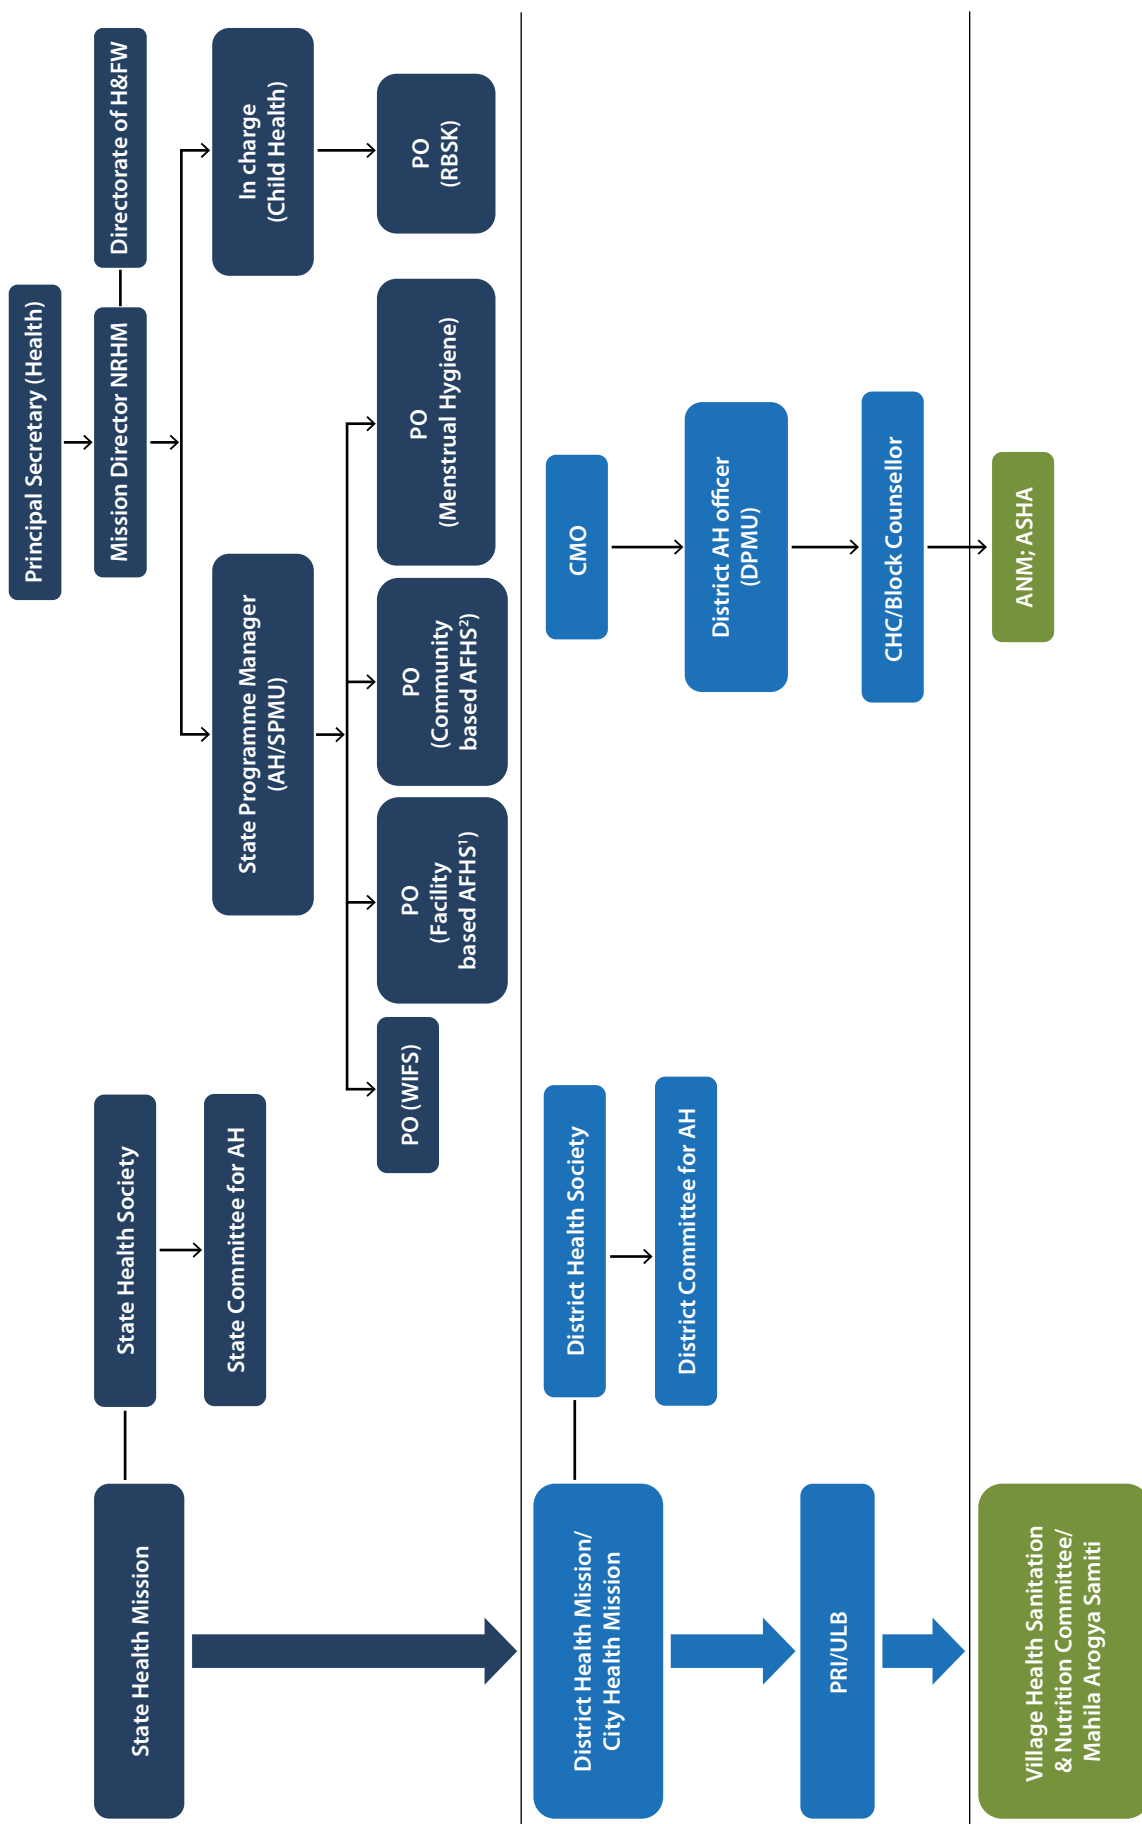 Principal Secretary (Health)
Mission Director NRHM
Directorate of H&FW
State Programme Manager
(AH/SPMU)
In charge
(Child Health)
PO (WIFS)
PO
(Facility
based AFHS¹)
PO
(Community
based AFHS²)
PO
(Menstrual Hygiene)
PO
(RBSK)
State Health Mission
State Health Society
State Committee for AH
District Health Mission/
City Health Mission
District Health Society
District Committee for AH
CMO
District AH officer
(DPMU)
CHC/Block Counsellor
PRI/ULB
Village Health Sanitation
& Nutrition Committee/
Mahila Arogya Samiti
ANM; ASHA